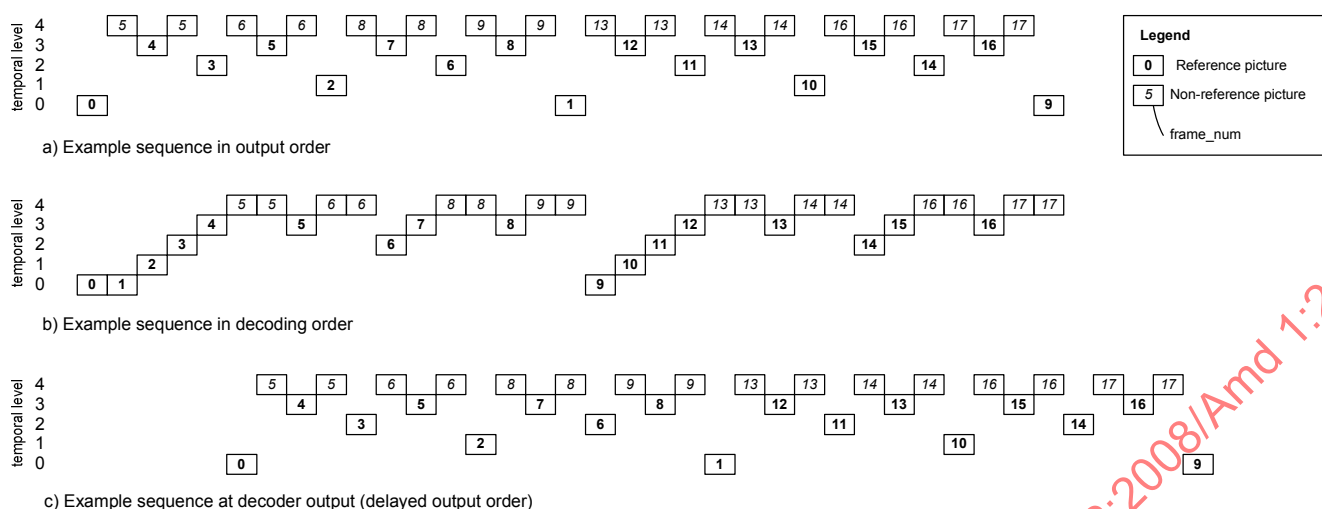 4 5 5 6 6 8 8 9 9 13 13 14 14 16 16 17 17
3 4 5 7 8 12 13 15 16
2 3 6 11 14
1 2 10
0 0 1 9
temporal level
a) Example sequence in output order
Legend
0 Reference picture
5 Non-reference picture
frame_num
4 5 5 6 6 8 8 9 9 13 13 14 14 16 16 17 17
3 4 5 7 8 12 13 15 16
2 3 6 11 14
1 2 10
0 0 1 9
temporal level
b) Example sequence in decoding order
4 5 5 6 6 8 8 9 9 13 13 14 14 16 16 17 17
3 4 5 7 8 12 13 15 16
2 3 6 11 14
1 2 10
0 0 1 9
temporal level
c) Example sequence at decoder output (delayed output order)
:2008/Amd 1:2